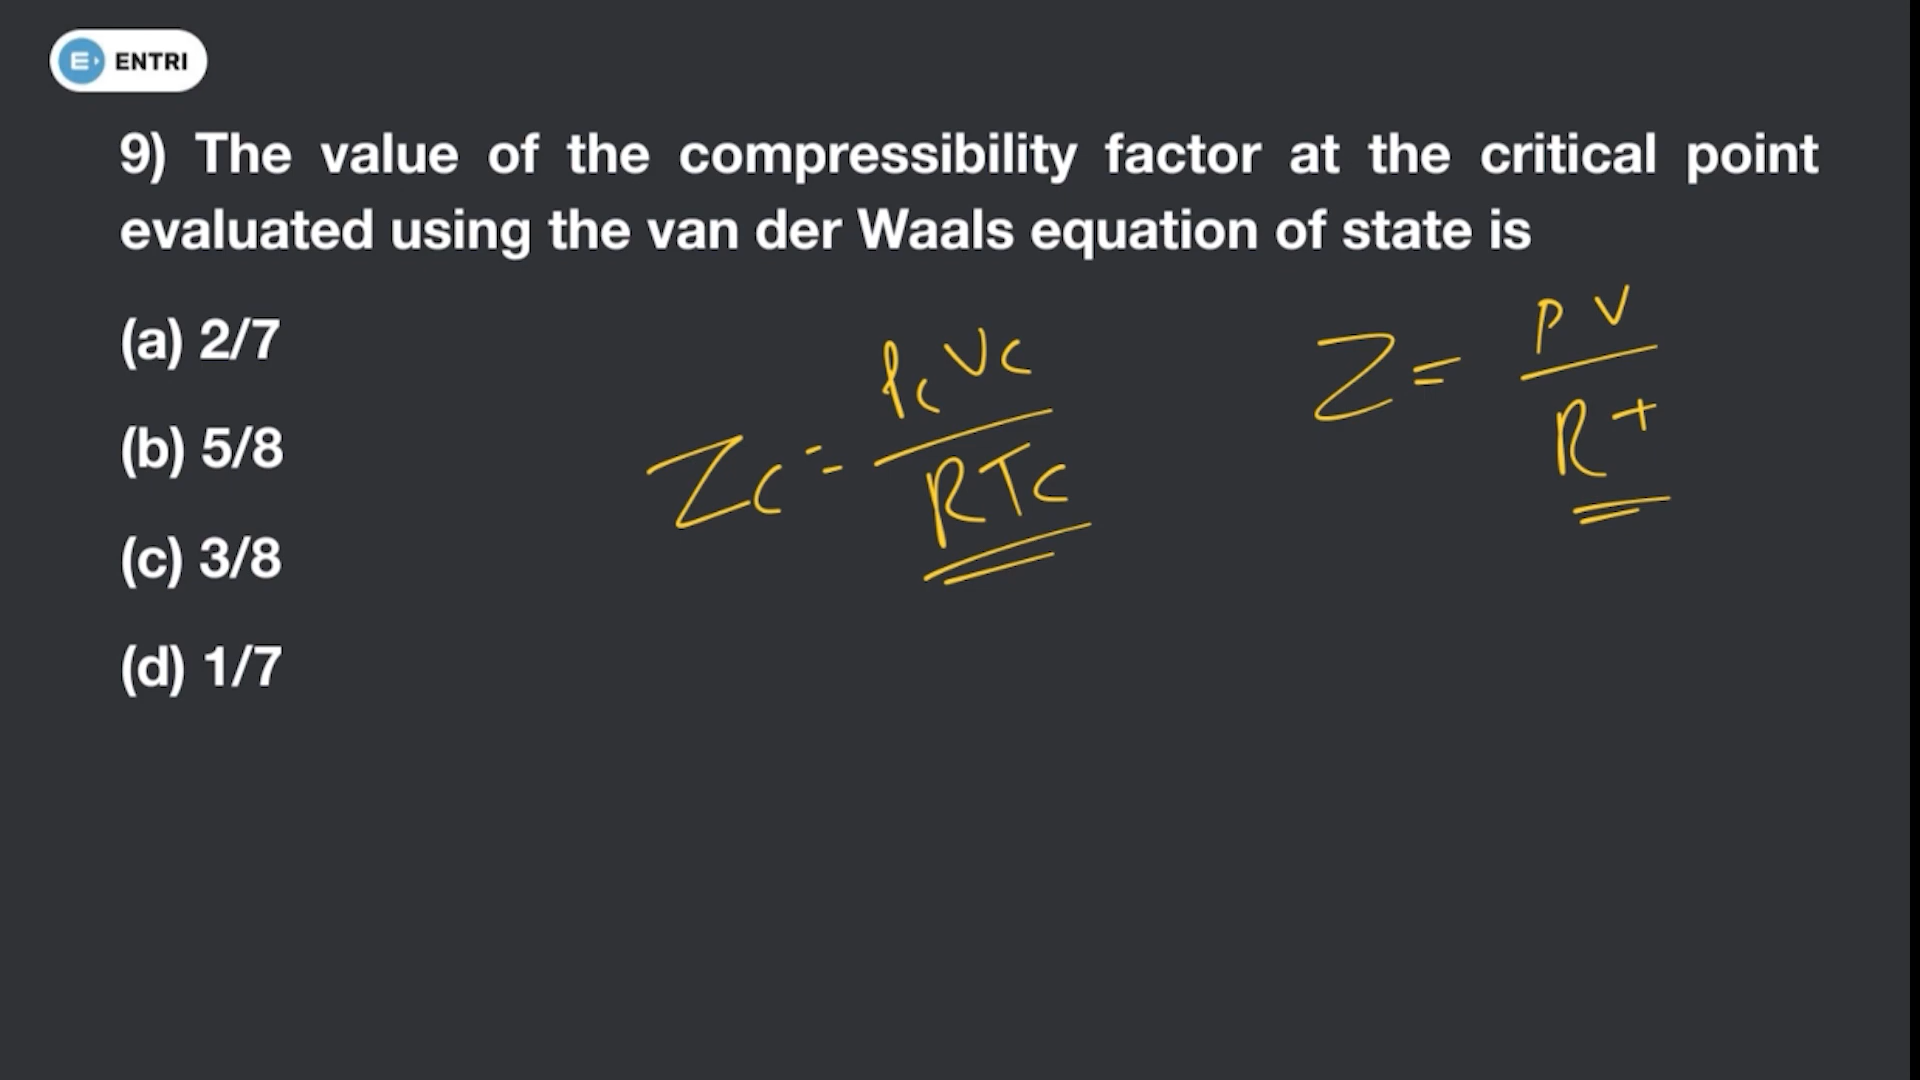 E ENTRI
9) The value of the compressibility factor at the critical point
evaluated using the van der Waals equation of state is
(a) 2/7
(b) 5/8
(c) 3/8
(d) 1/7
Zc = PcVc / RTc
Z = PV / RT